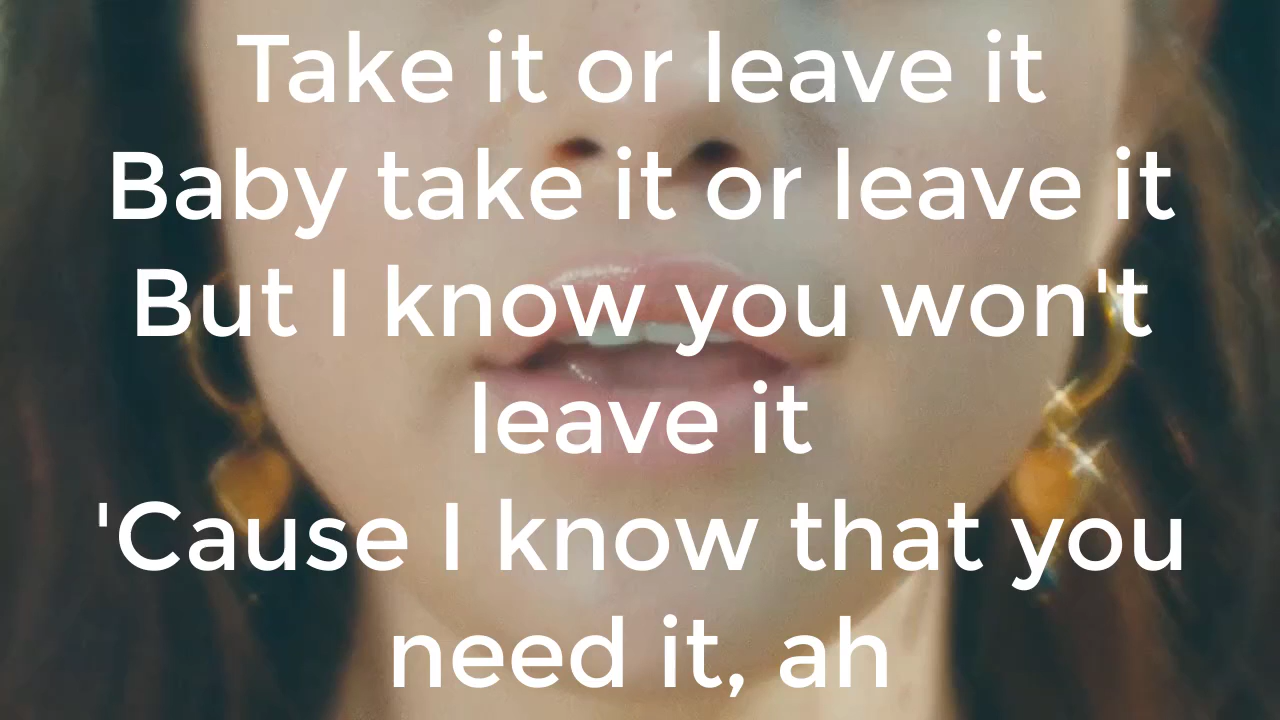 Take it or leave it
Baby take it or leave it
But I know you won't
leave it
'Cause I know that you
need it, ah